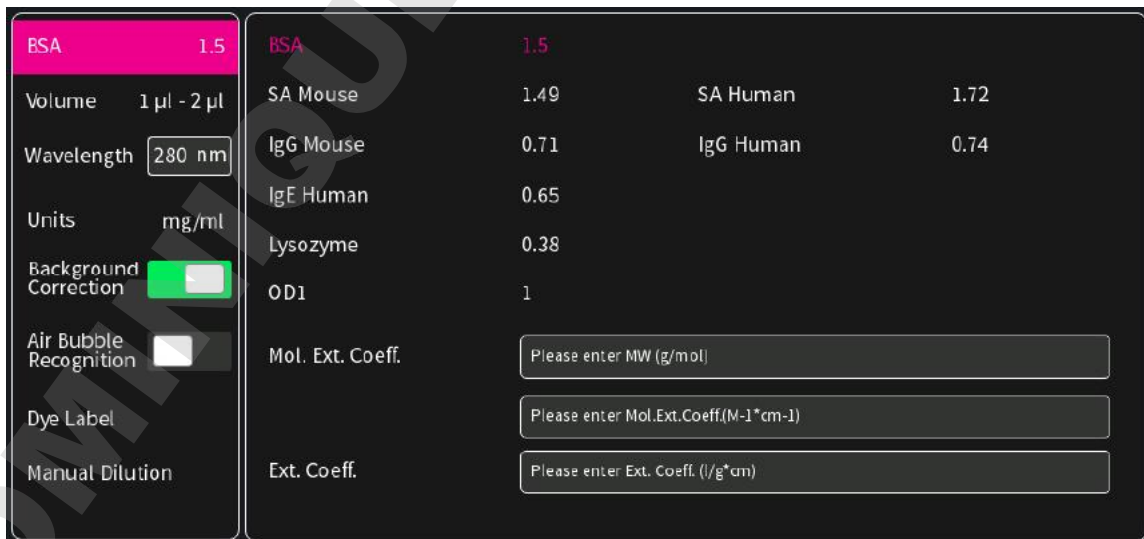 BSA 1.5
Volume 1 µl - 2 µl
Wavelength 280 nm
Units mg/ml
Background
Correction
Air Bubble
Recognition
Dye Label
Manual Dilution
BSA 1.5
SA Mouse 1.49 SA Human 1.72
IgG Mouse 0.71 IgG Human 0.74
IgE Human 0.65
Lysozyme 0.38
OD1 1
Mol. Ext. Coeff. Please enter MW (g/mol)
Please enter Mol.Ext.Coeff.(M-1*cm-1)
Ext. Coeff. Please enter Ext. Coeff. (l/g*cm)